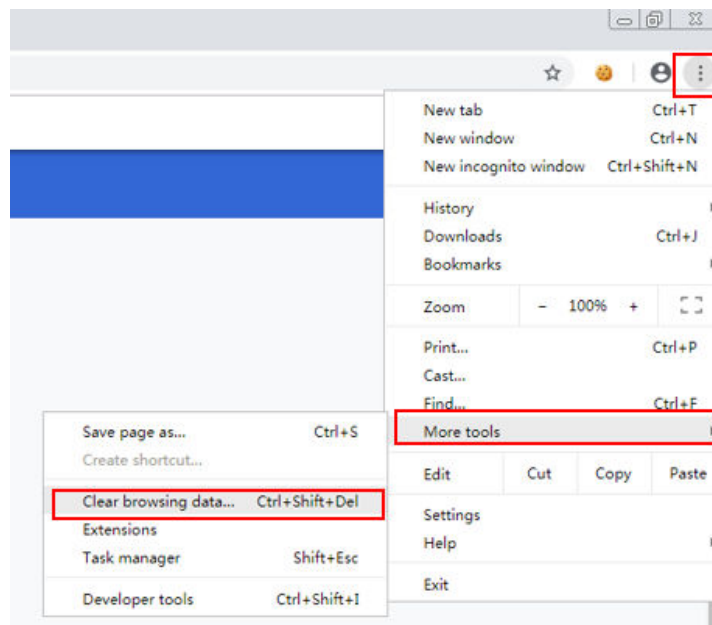 New tab Ctrl+T
New window Ctrl+N
New incognito window Ctrl+Shift+N
History
Downloads Ctrl+J
Bookmarks
Zoom - 100% +
Print... Ctrl+P
Cast...
Find... Ctrl+F
More tools
Edit Cut Copy Paste
Settings
Help
Exit
Save page as... Ctrl+S
Create shortcut...
Clear browsing data... Ctrl+Shift+Del
Extensions
Task manager Shift+Esc
Developer tools Ctrl+Shift+I